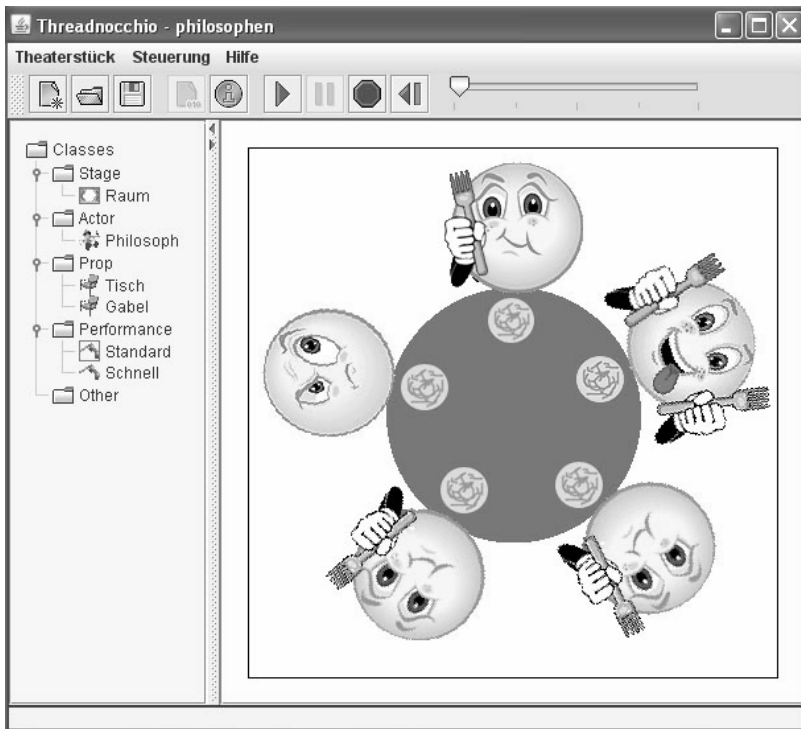 Threadnocchio - philosophen
Theaterstück Steuerung Hilfe
Classes
Stage
Raum
Actor
Philosoph
Prop
Tisch
Gabel
Performance
Standard
Schnell
Other